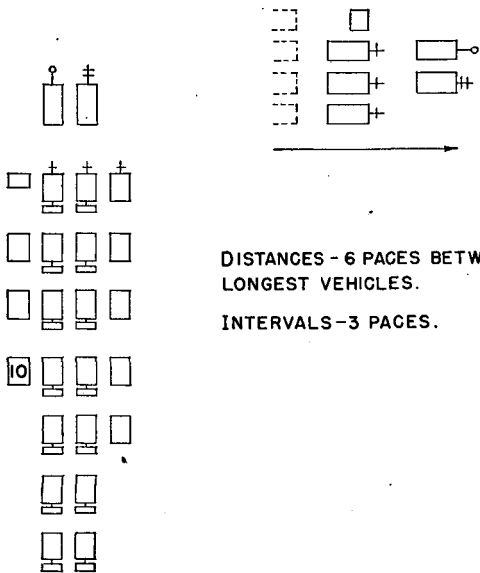 DISTANCES - 6 PACES BETW
LONGEST VEHICLES.
INTERVALS-3 PACES.
10